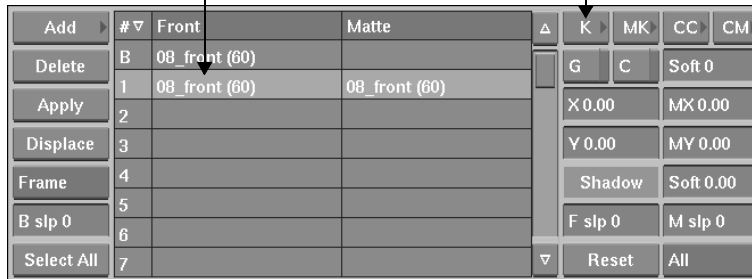 Add # Front Matte K MK CC CM
Delete B 08_front (60) G C Soft 0
1 08_front (60) 08_front (60)
Apply 2 X 0.00 MX 0.00
Displace 3 Y 0.00 MY 0.00
Frame 4 Shadow Soft 0.00
B slp 0 5 F slp 0 M slp 0
6
Select All 7 Reset All